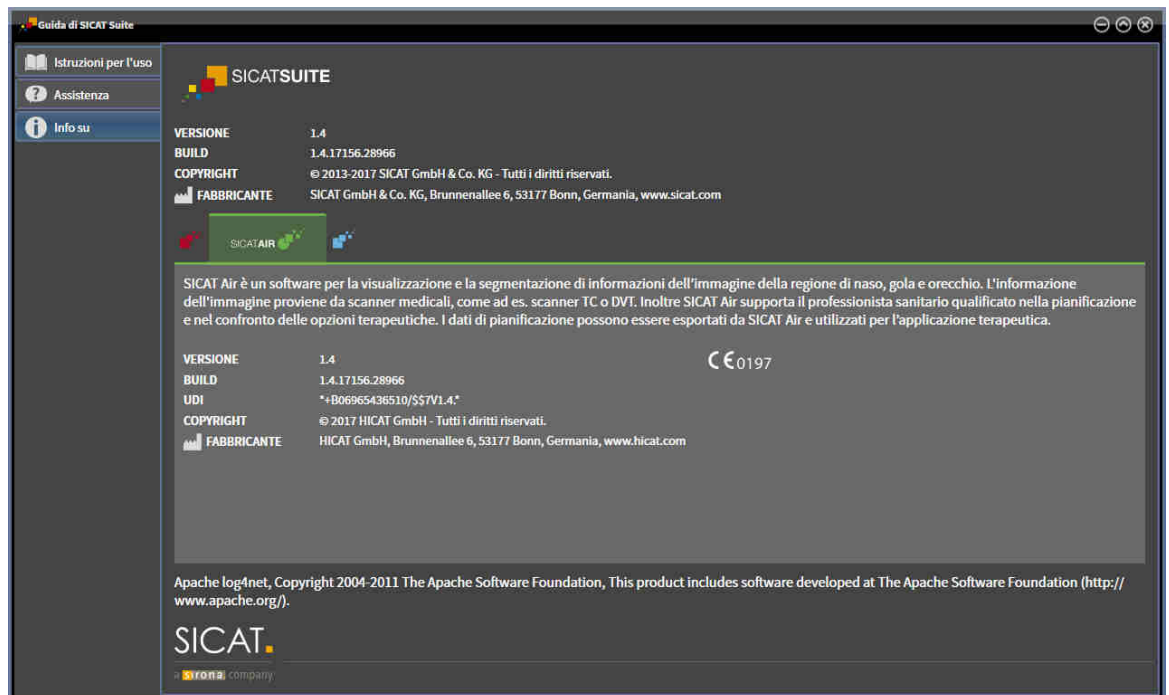 Guida di SICAT Suite
Istruzioni per l'uso
Assistenza
Info su
SICATSUITE
VERSIONE 1.4
BUILD 1.4.17156.28966
COPYRIGHT © 2013-2017 SICAT GmbH & Co. KG - Tutti i diritti riservati.
FABBRICANTE SICAT GmbH & Co. KG, Brunnenallee 6, 53177 Bonn, Germania, www.sicat.com
SICATAIR
SICAT Air è un software per la visualizzazione e la segmentazione di informazioni dell'immagine della regione di naso, gola e orecchio. L'informazione
dell'immagine proviene da scanner medicali, come ad es. scanner TC o DVT. Inoltre SICAT Air supporta il professionista sanitario qualificato nella pianificazione
e nel confronto delle opzioni terapeutiche. I dati di pianificazione possono essere esportati da SICAT Air e utilizzati per l'applicazione terapeutica.
VERSIONE 1.4
CE0197
BUILD 1.4.17156.28966
UDI *+B06965436510/$$7V1.4.*
COPYRIGHT © 2017 HICAT GmbH - Tutti i diritti riservati.
FABBRICANTE HICAT GmbH, Brunnenallee 6, 53177 Bonn, Germania, www.hicat.com
Apache log4net, Copyright 2004-2011 The Apache Software Foundation, This product includes software developed at The Apache Software Foundation (http://
www.apache.org/).
SICAT.
a sirona company